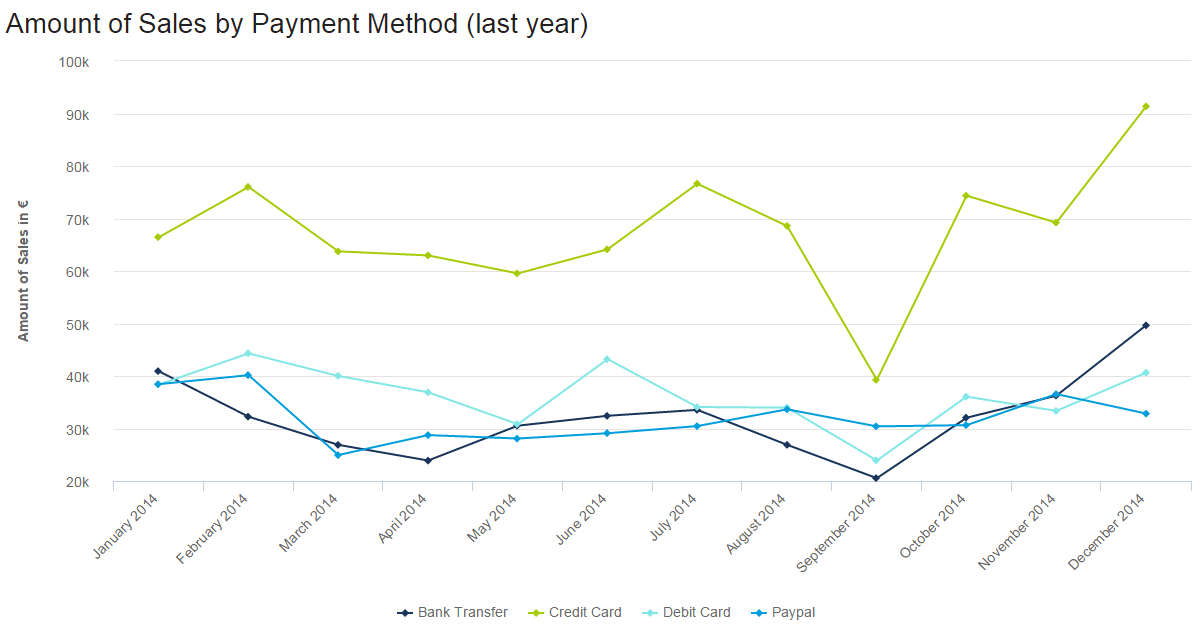 Amount of Sales by Payment Method (last year)
100k
90k
80k
70k
60k
50k
40k
30k
20k
Amount of Sales in €
January 2014
February 2014
March 2014
April 2014
May 2014
June 2014
July 2014
August 2014
September 2014
October 2014
November 2014
December 2014
Bank Transfer Credit Card Debit Card Paypal